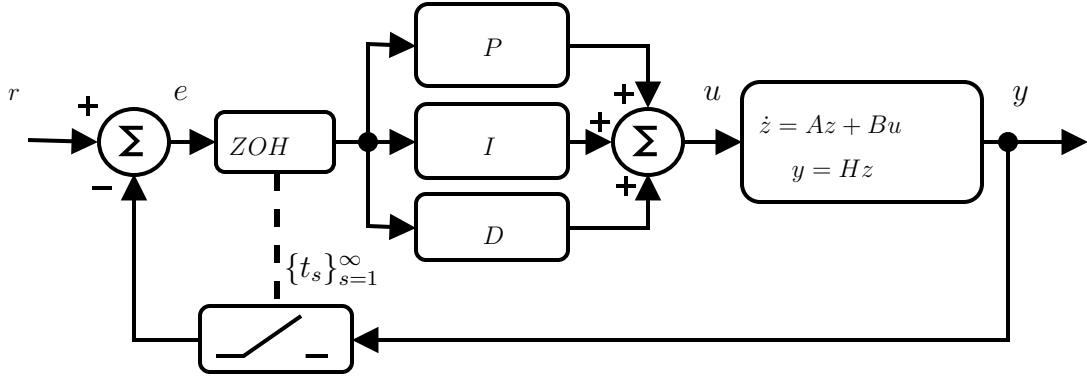 P
r
+
e
+
u
y
Σ
ZOH
I
+
Σ
ż = Az + Bu
y = Hz
−
+
D
{t_s}_{s=1}^∞